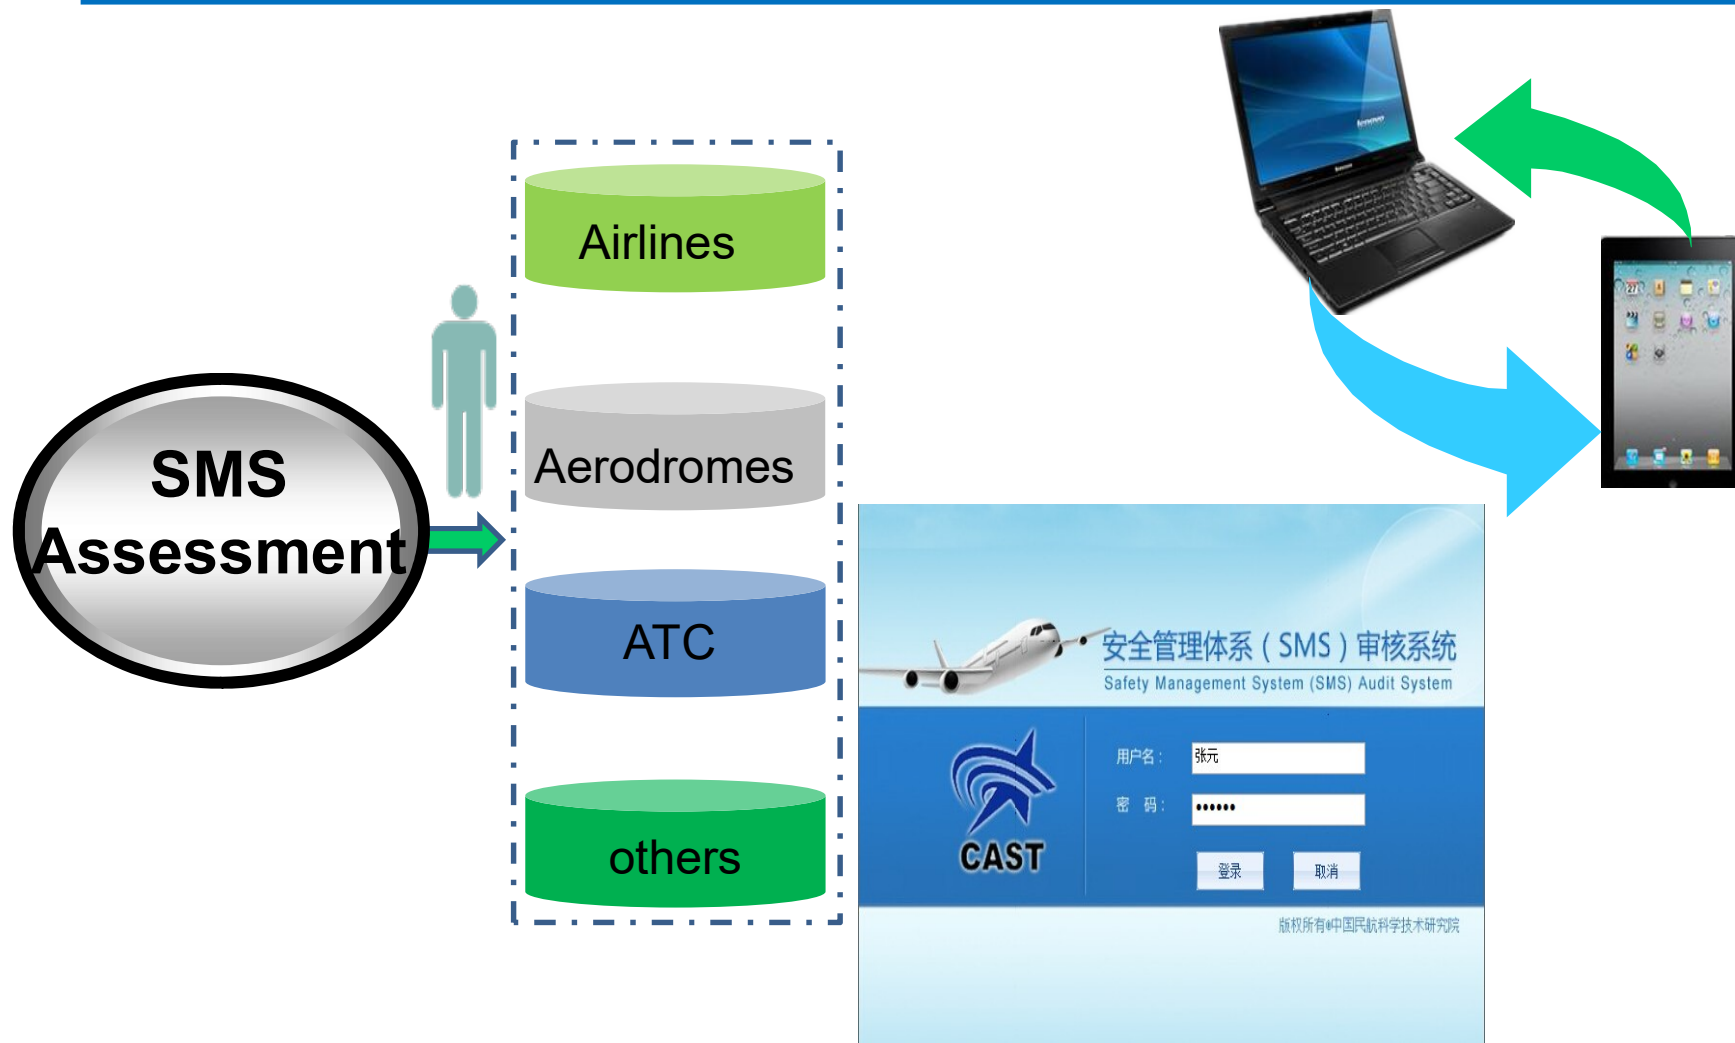 Airlines
Aerodromes
ATC
others
SMS
Assessment
lenovo
27
安全管理体系（SMS）审核系统
Safety Management System (SMS) Audit System
用户名：
张元
密 码：
••••••
CAST
登录
取消
版权所有@中国民航科学技术研究院